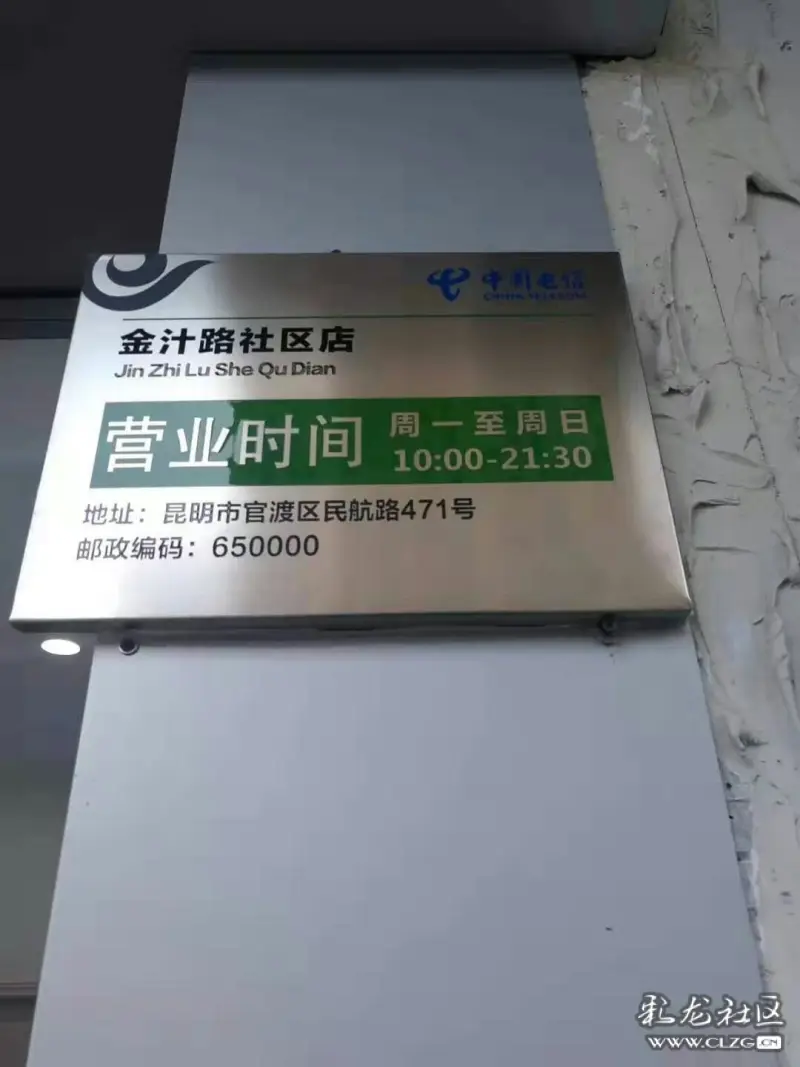 中国电信
CHINA TELECOM
金汁路社区店
Jin Zhi Lu She Qu Dian
营业时间 周一至周日
10:00-21:30
地址：昆明市官渡区民航路471号
邮政编码：650000
彩龙社区
WWW.CLZG.CN